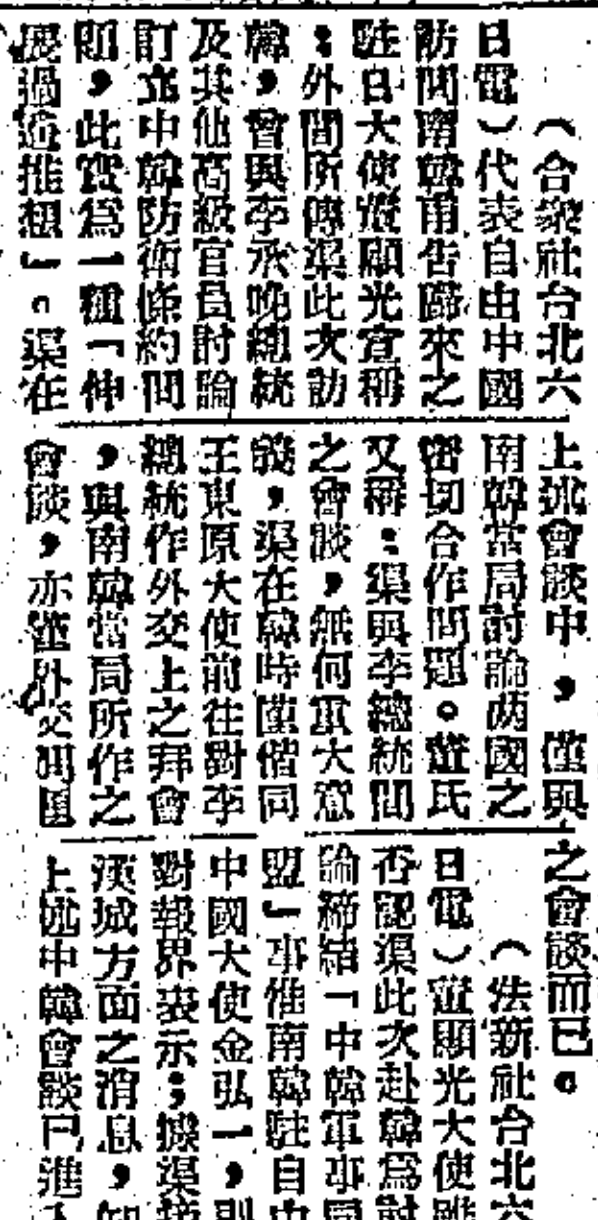 （合衆社台北六
日電）代表自由中國
訪問南韓甫告歸來之
駐日大使董顯光宣稱
：外間所傳渠此次訪
韓，曾與李承晚總統
及其他高級官員討論
訂立中韓防衛條約問
題，此實爲一種「伸
展過遠推想」。渠在
上述會談中，僅與
南韓當局討論兩國之
密切合作問題。董氏
又稱：渠與李總統間
之會談，無何重大意
義，渠在韓時僅偕同
王東原大使前往對李
總統作外交上之拜會
，與南韓當局所作之
會談，亦僅外交
之會談而已。
（法新社台北六
日電）董顯光大使雖
否認渠此次赴韓爲討
論締結「中韓軍事同
盟」事惟南韓駐自由
中國大使金弘一，則
對報界表示；據渠接
漢城方面之消息，知
上述中韓會談已進入